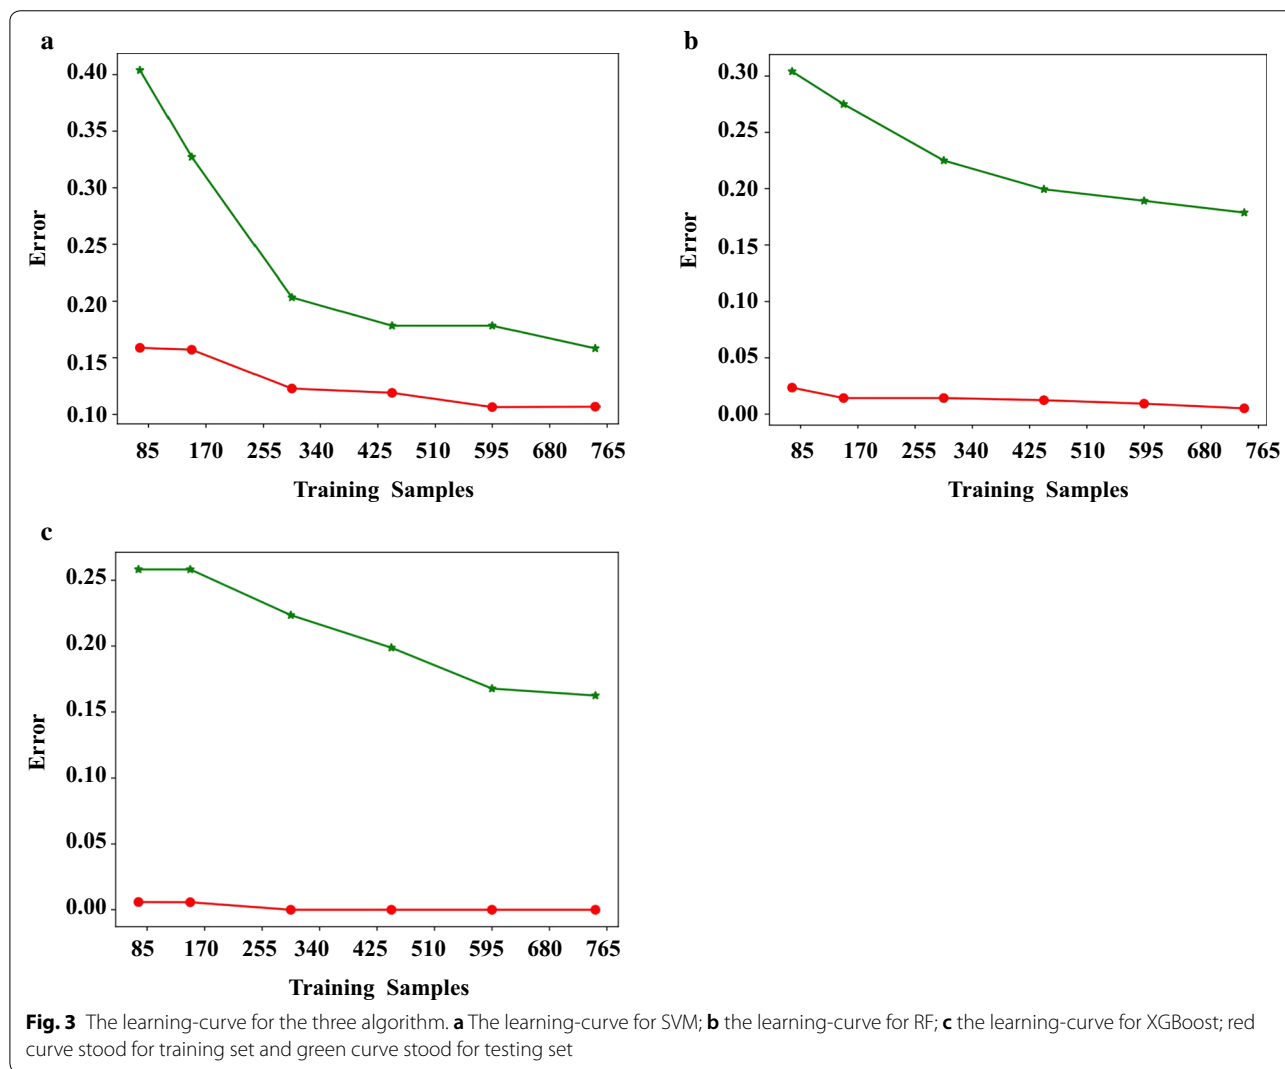 a
0.40
0.35
0.30
0.25
0.20
0.15
0.10
Error
85 170 255 340 425 510 595 680 765
Training Samples
b
0.30
0.25
0.20
0.15
0.10
0.05
0.00
Error
85 170 255 340 425 510 595 680 765
Training Samples
c
0.25
0.20
0.15
0.10
0.05
0.00
Error
85 170 255 340 425 510 595 680 765
Training Samples
Fig. 3 The learning-curve for the three algorithm. a The learning-curve for SVM; b the learning-curve for RF; c the learning-curve for XGBoost; red
curve stood for training set and green curve stood for testing set